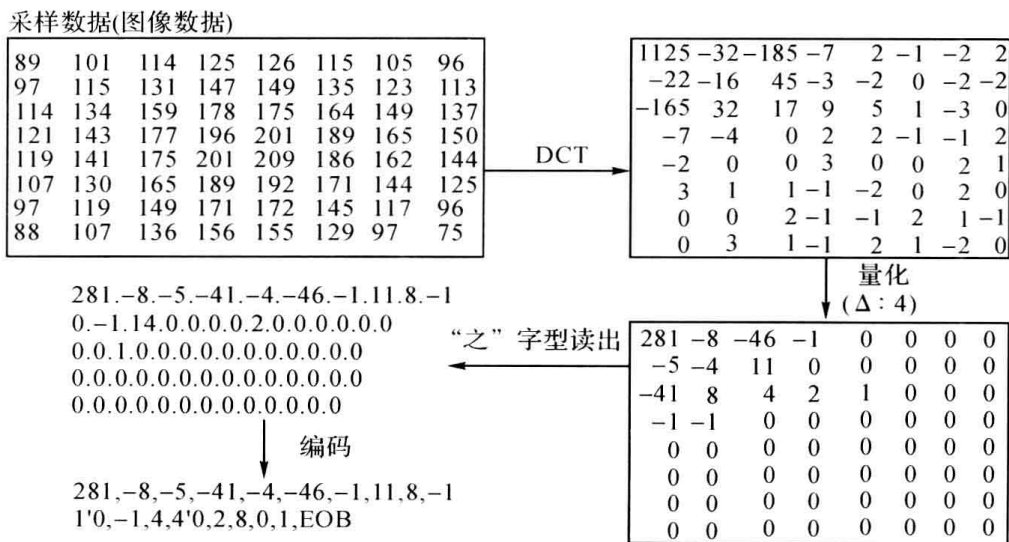 采样数据(图像数据)
89 101 114 125 126 115 105 96
97 115 131 147 149 135 123 113
114 134 159 178 175 164 149 137
121 143 177 196 201 189 165 150
119 141 175 201 209 186 162 144
107 130 165 189 192 171 144 125
97 119 149 171 172 145 117 96
88 107 136 156 155 129 97 75
DCT
1125 -32 -185 -7 2 -1 -2 2
-22 -16 45 -3 -2 0 -2 -2
-165 32 17 9 5 1 -3 0
-7 -4 0 2 2 -1 -1 2
-2 0 0 3 0 0 2 1
3 1 1 -1 -2 0 2 0
0 0 2 -1 -1 2 1 -1
0 3 1 -1 2 1 -2 0
量化
(Δ:4)
281 -8 -46 -1 0 0 0 0
-5 -4 11 0 0 0 0 0
-41 8 4 2 1 0 0 0
-1 -1 0 0 0 0 0 0
0 0 0 0 0 0 0 0
0 0 0 0 0 0 0 0
0 0 0 0 0 0 0 0
0 0 0 0 0 0 0 0
“之”字型读出
281.-8.-5.-41.-4.-46.-1.11.8.-1
0.-1.14.0.0.0.0.2.0.0.0.0.0.0
0.0.1.0.0.0.0.0.0.0.0.0.0
0.0.0.0.0.0.0.0.0.0.0.0.0
0.0.0.0.0.0.0.0.0.0.0.0
编码
281,-8,-5,-41,-4,-46,-1,11,8,-1
1'0,-1,4,4'0,2,8,0,1,EOB